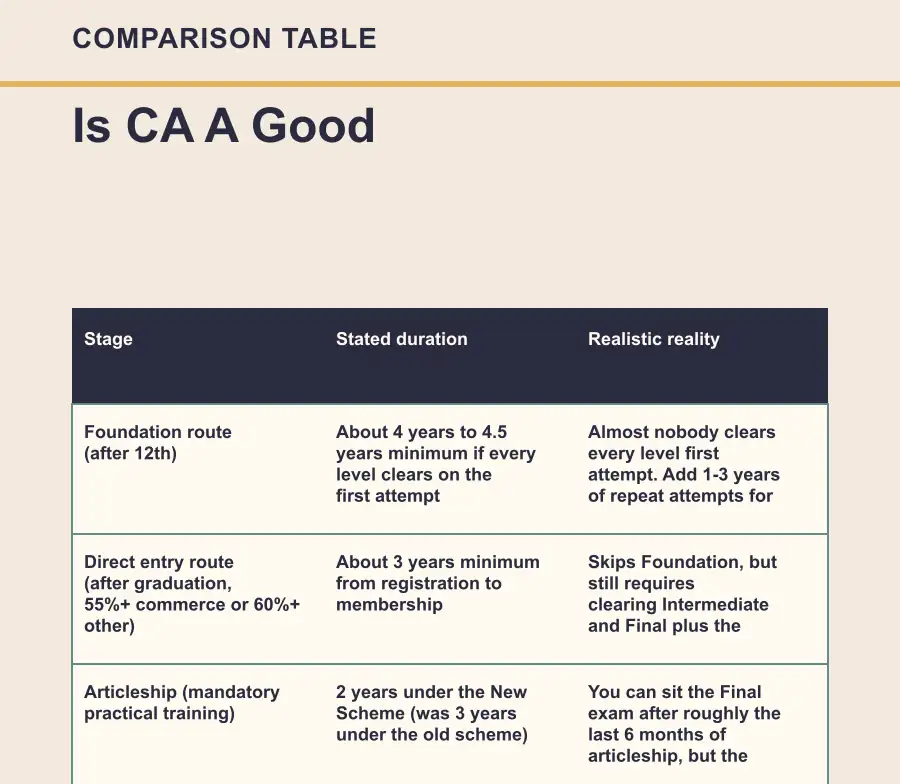 COMPARISON TABLE
Is CA A Good
Stage
Stated duration
Realistic reality
Foundation route
(after 12th)
About 4 years to 4.5
years minimum if every
level clears on the
first attempt
Almost nobody clears
every level first
attempt. Add 1-3 years
of repeat attempts for
Direct entry route
(after graduation,
55%+ commerce or 60%+
other)
About 3 years minimum
from registration to
membership
Skips Foundation, but
still requires
clearing Intermediate
and Final plus the
Articleship (mandatory
practical training)
2 years under the New
Scheme (was 3 years
under the old scheme)
You can sit the Final
exam after roughly the
last 6 months of
articleship, but the